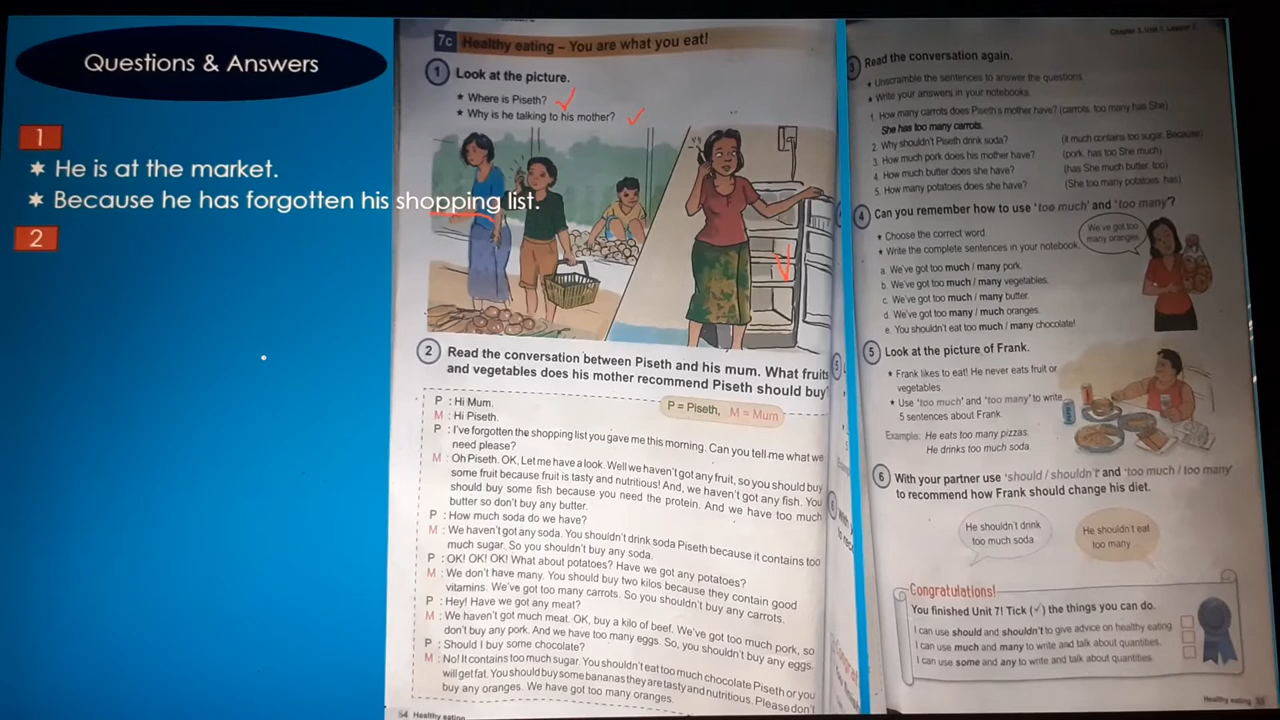 Questions & Answers
1
He is at the market.
Because he has forgotten his shopping list.
2
7c Healthy eating – You are what you eat!
1 Look at the picture.
* Where is Piseth?
* Why is he talking to his mother?
2 Read the conversation between Piseth and his mum. What fruits
and vegetables does his mother recommend Piseth should buy
P = Piseth, M = Mum
P : Hi Mum.
M : Hi Piseth.
P : I've forgotten the shopping list you gave me this morning. Can you tell me what we
need please?
M : Oh Piseth. OK, Let me have a look. Well we haven't got any fruit, so you should buy
some fruit because fruit is tasty and nutritious! And, we haven't got any fish. You
should buy some fish because you need the protein. And we have too much
butter so don't buy any butter.
P : How much soda do we have?
M : We haven't got any soda. You shouldn't drink soda Piseth because it contains too
much sugar. So you shouldn't buy any soda.
P : OK! OK! OK! What about potatoes? Have we got any potatoes?
M : We don't have many. You should buy two kilos because they contain good
vitamins. We've got too many carrots. So you shouldn't buy any carrots.
P : Hey! Have we got any meat?
M : We haven't got much meat. OK, buy a kilo of beef. We've got too much pork, so
don't buy any pork. And we have too many eggs. So, you shouldn't buy any eggs.
P : Should I buy some chocolate?
M : No! It contains too much sugar. You shouldn't eat too much chocolate Piseth or you
will get fat. You should buy some bananas they are tasty and nutritious. Please don't
buy any oranges. We have got too many oranges.
54 Healthy eating
3 Read the conversation again.
* Unscramble the sentences to answer the questions.
* Write your answers in your notebooks.
1. How many carrots does Piseth's mother have? (carrots, too many has She)
She has too many carrots.
2. Why shouldn't Piseth drink soda? (it much contains too sugar. Because)
3. How much pork does his mother have? (pork, has too She much)
4. How much butter does she have? (has She much butter, too)
5. How many potatoes does she have? (She too many potatoes, has)
4 Can you remember how to use 'too much' and 'too many'?
* Choose the correct word.
* Write the complete sentences in your notebook.
We've got too
many oranges.
a. We've got too much / many pork.
b. We've got too much / many vegetables.
c. We've got too much / many butter.
d. We've got too many / much oranges.
e. You shouldn't eat too much / many chocolate!
5 Look at the picture of Frank.
* Frank likes to eat! He never eats fruit or
vegetables.
* Use 'too much' and 'too many' to write
5 sentences about Frank.
Example: He eats too many pizzas.
He drinks too much soda.
6 With your partner use 'should / shouldn't' and 'too much / too many'
to recommend how Frank should change his diet.
He shouldn't drink
too much soda.
He shouldn't eat
too many
Congratulations!
You finished Unit 7! Tick (✓) the things you can do.
I can use should and shouldn't to give advice on healthy eating.
I can use much and many to write and talk about quantities.
I can use some and any to write and talk about quantities.
Healthy eating